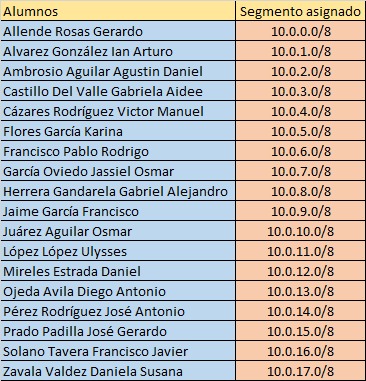 Alumnos Segmento asignado
Allende Rosas Gerardo 10.0.0.0/8
Alvarez González Ian Arturo 10.0.1.0/8
Ambrosio Aguilar Agustin Daniel 10.0.2.0/8
Castillo Del Valle Gabriela Aidee 10.0.3.0/8
Cázares Rodríguez Victor Manuel 10.0.4.0/8
Flores García Karina 10.0.5.0/8
Francisco Pablo Rodrigo 10.0.6.0/8
García Oviedo Jassiel Osmar 10.0.7.0/8
Herrera Gandarela Gabriel Alejandro 10.0.8.0/8
Jaime García Francisco 10.0.9.0/8
Juárez Aguilar Osmar 10.0.10.0/8
López López Ulysses 10.0.11.0/8
Mireles Estrada Daniel 10.0.12.0/8
Ojeda Avila Diego Antonio 10.0.13.0/8
Pérez Rodríguez José Antonio 10.0.14.0/8
Prado Padilla José Gerardo 10.0.15.0/8
Solano Tavera Francisco Javier 10.0.16.0/8
Zavala Valdez Daniela Susana 10.0.17.0/8